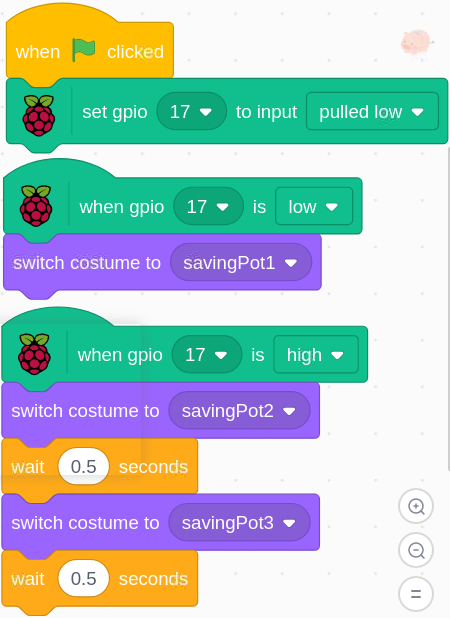 when clicked
set gpio 17 to input pulled low
when gpio 17 is low
switch costume to savingPot1
when gpio 17 is high
switch costume to savingPot2
wait 0.5 seconds
switch costume to savingPot3
wait 0.5 seconds